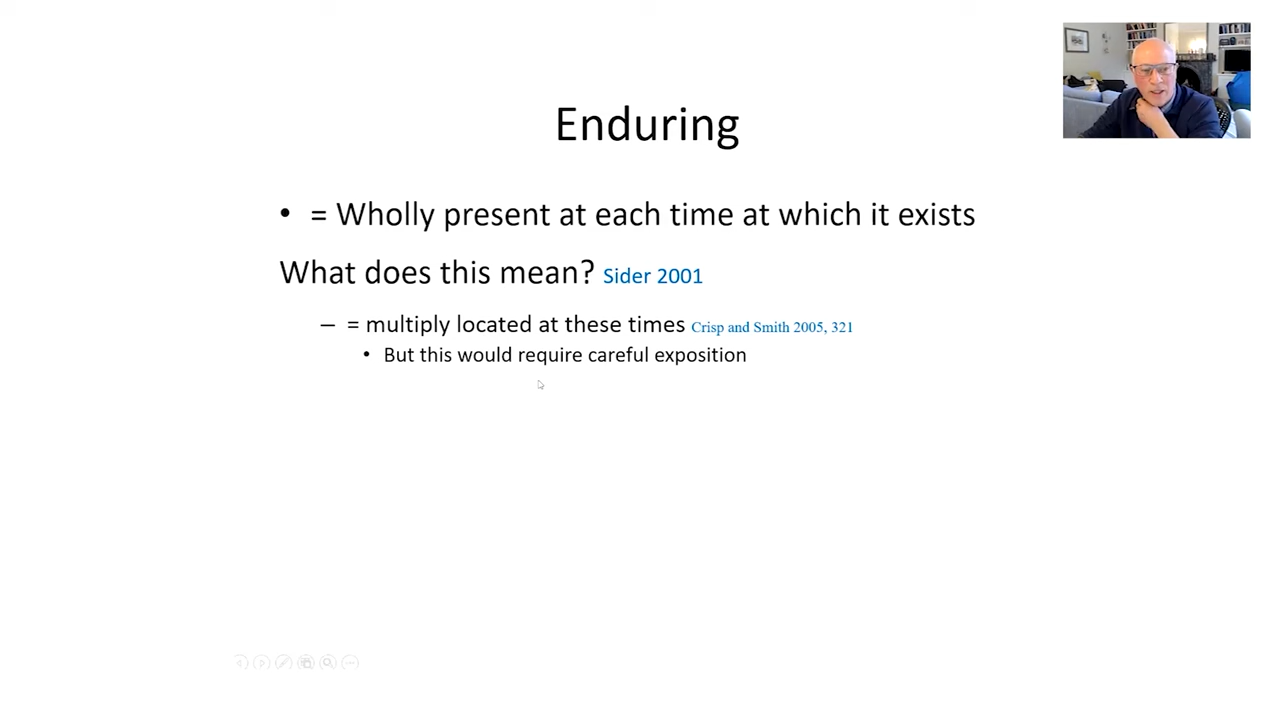 Enduring
• = Wholly present at each time at which it exists
What does this mean? Sider 2001
– = multiply located at these times Crisp and Smith 2005, 321
• But this would require careful exposition